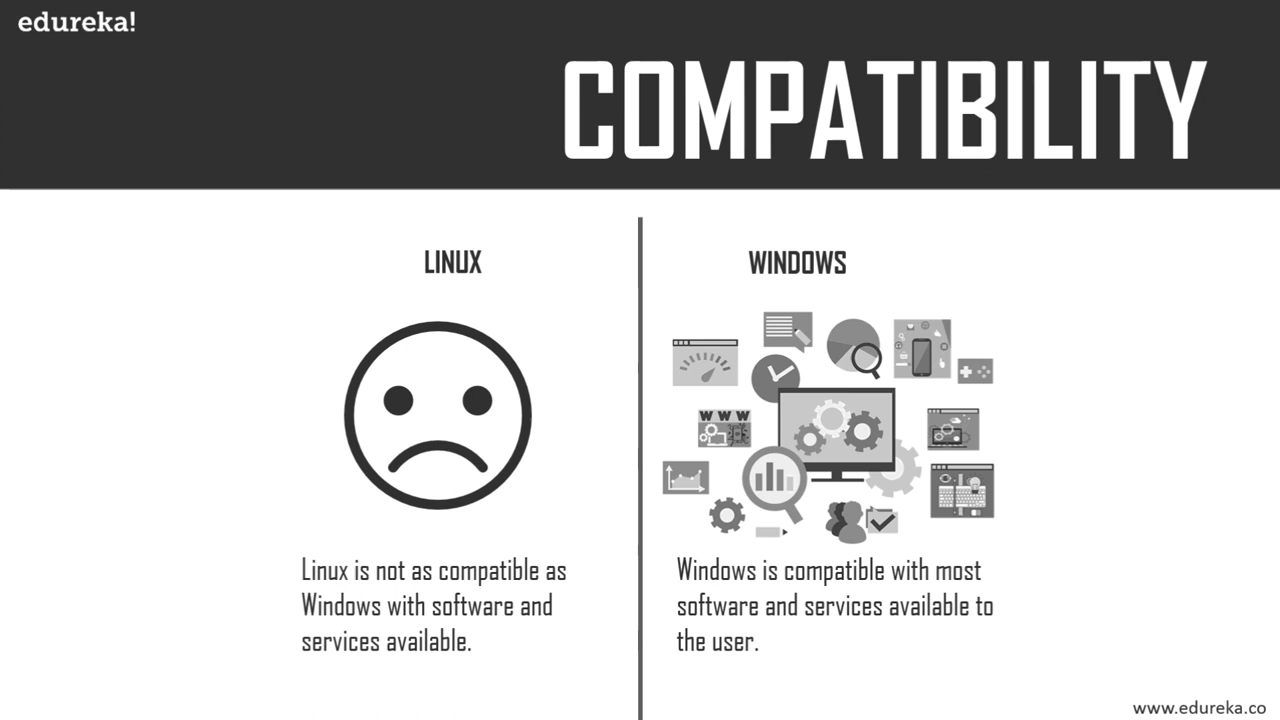 edureka!
COMPATIBILITY
LINUX
Linux is not as compatible as
Windows with software and
services available.
WINDOWS
WWW
Windows is compatible with most
software and services available to
the user.
www.edureka.co